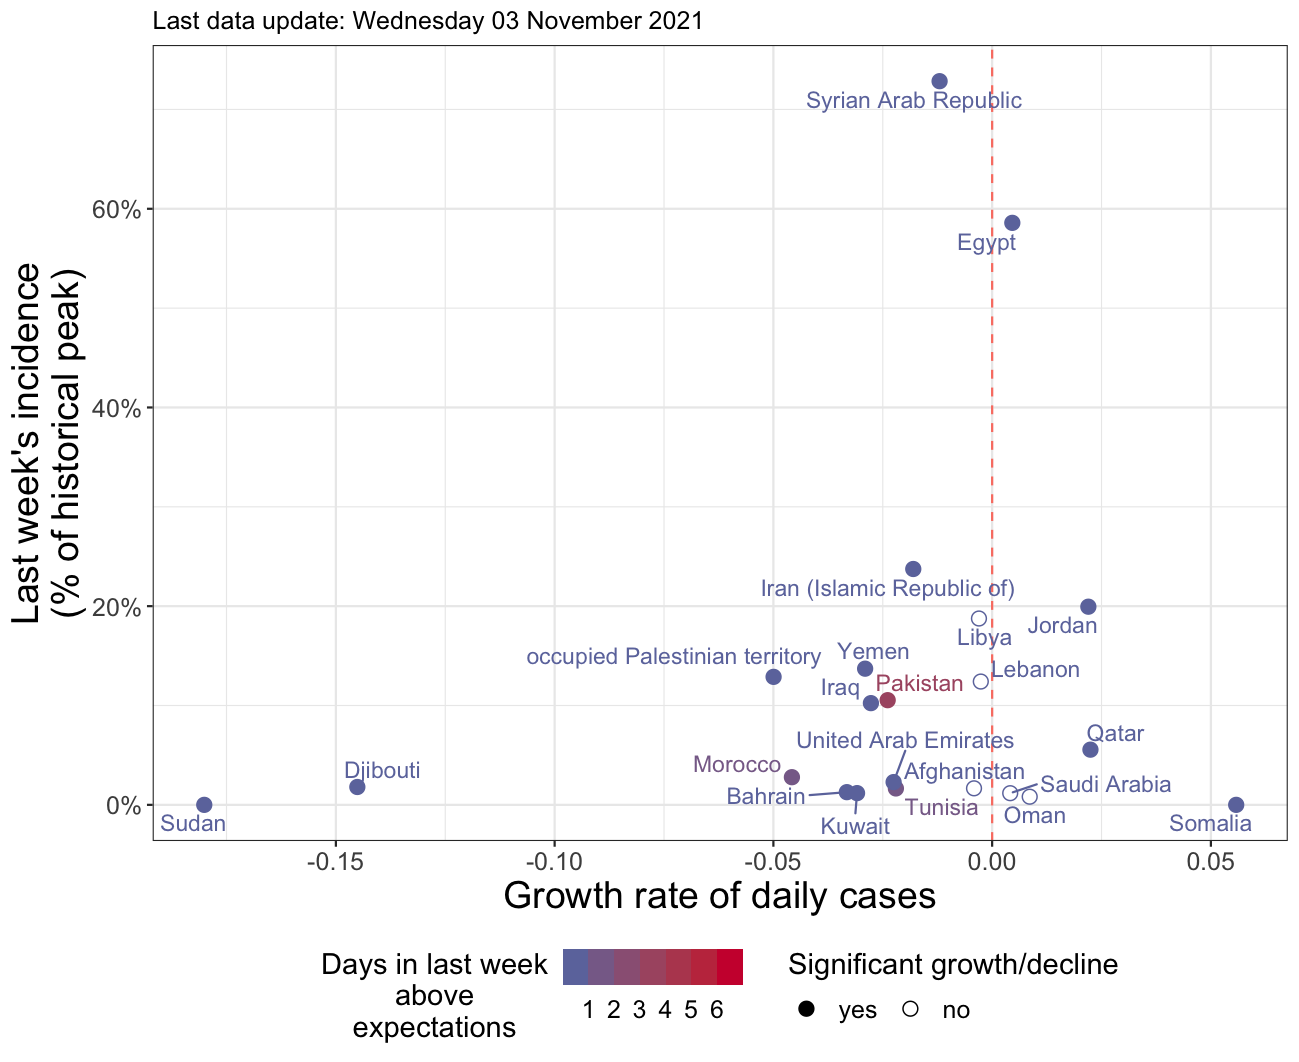 Last data update: Wednesday 03 November 2021
Last week's incidence
(% of historical peak)
60%
40%
20%
0%
Syrian Arab Republic
Egypt
Iran (Islamic Republic of)
Jordan
Libya
Yemen
occupied Palestinian territory
Lebanon
Pakistan
Iraq
Qatar
United Arab Emirates
Morocco
Afghanistan
Djibouti
Saudi Arabia
Bahrain
Tunisia
Oman
Sudan
Kuwait
Somalia
-0.15
-0.10
-0.05
0.00
0.05
Growth rate of daily cases
Days in last week
above
expectations
1 2 3 4 5 6
Significant growth/decline
yes
no